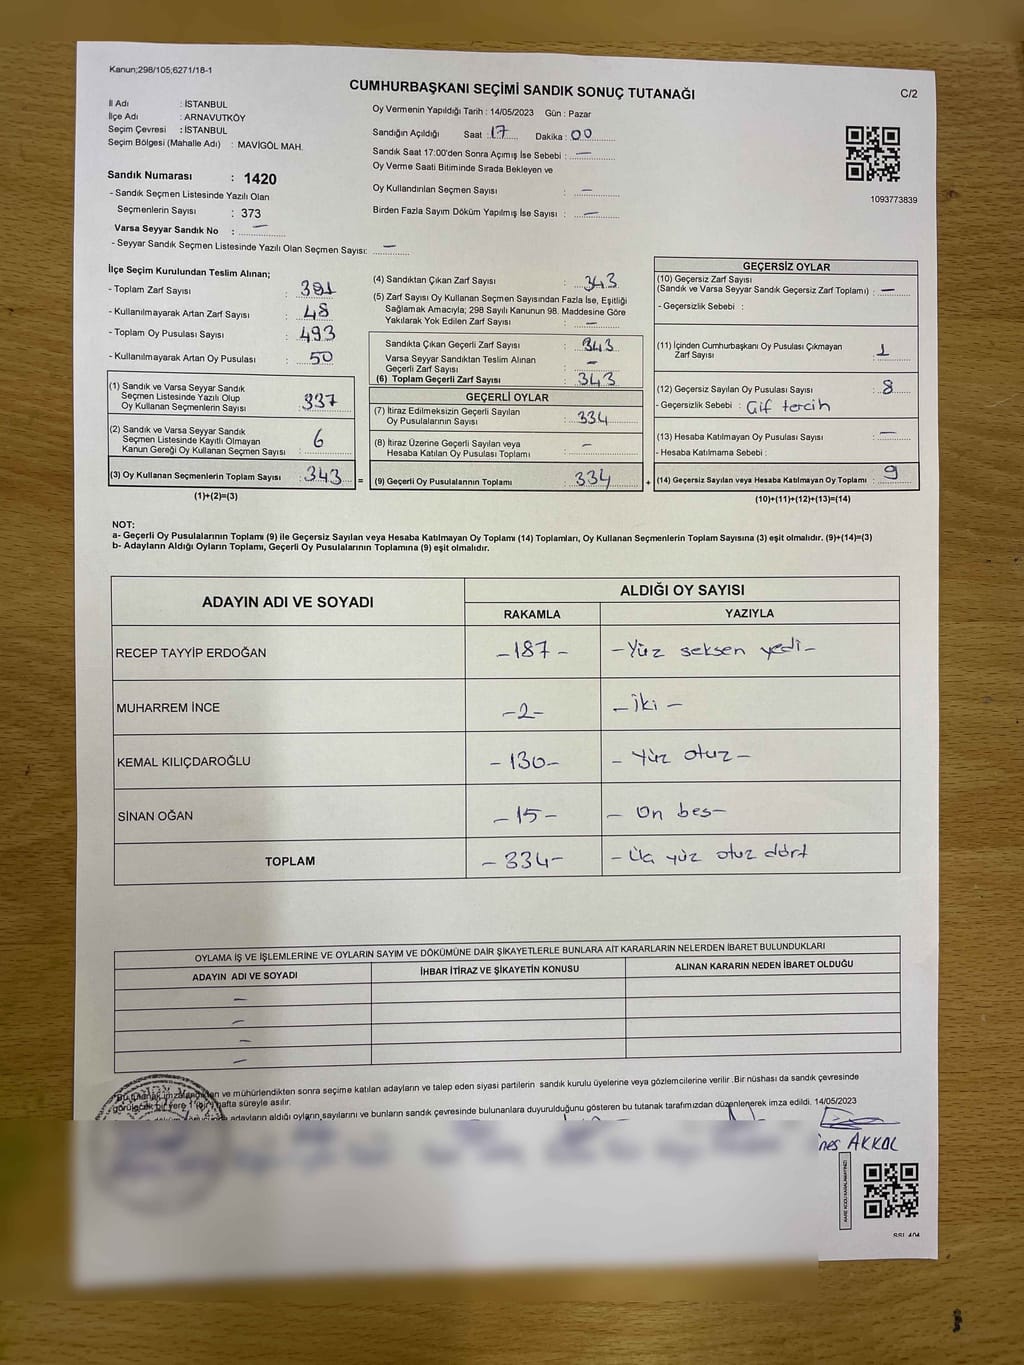 Kanun;298/105;6271/18-1
CUMHURBAŞKANI SEÇİMİ SANDIK SONUÇ TUTANAĞI
C/2
İl Adı : İSTANBUL
İlçe Adı : ARNAVUTKÖY
Seçim Çevresi : İSTANBUL
Seçim Bölgesi (Mahalle Adı) : MAVİGÖL MAH.
Sandık Numarası : 1420
- Sandık Seçmen Listesinde Yazılı Olan
Seçmenlerin Sayısı : 373
Varsa Seyyar Sandık No : —
- Seyyar Sandık Seçmen Listesinde Yazılı Olan Seçmen Sayısı: —
Oy Vermenin Yapıldığı Tarih : 14/05/2023 Gün : Pazar
Sandığın Açıldığı Saat : 17 Dakika : 00
Sandık Saat 17:00'den Sonra Açımış İse Sebebi : —
Oy Verme Saati Bitiminde Sırada Bekleyen ve
Oy Kullandırılan Seçmen Sayısı : —
Birden Fazla Sayım Döküm Yapılmış İse Sayısı : —
1093773839
İlçe Seçim Kurulundan Teslim Alınan;
- Toplam Zarf Sayısı : 391
- Kullanılmayarak Artan Zarf Sayısı : 48
- Toplam Oy Pusulası Sayısı : 493
- Kullanılmayarak Artan Oy Pusulası : 50
(1) Sandık ve Varsa Seyyar Sandık
Seçmen Listesinde Yazılı Olup
Oy Kullanan Seçmenlerin Sayısı : 337
(2) Sandık ve Varsa Seyyar Sandık
Seçmen Listesinde Kayıtlı Olmayan
Kanun Gereği Oy Kullanan Seçmen Sayısı : 6
(3) Oy Kullanan Seçmenlerin Toplam Sayısı : 343 =
(1)+(2)=(3)
(4) Sandıktan Çıkan Zarf Sayısı : 343
(5) Zarf Sayısı Oy Kullanan Seçmen Sayısından Fazla İse, Eşitliği
Sağlamak Amacıyla; 298 Sayılı Kanunun 98. Maddesine Göre
Yakılarak Yok Edilen Zarf Sayısı : —
Sandıkta Çıkan Geçerli Zarf Sayısı : 343
Varsa Seyyar Sandıktan Teslim Alınan
Geçerli Zarf Sayısı : —
(6) Toplam Geçerli Zarf Sayısı : 343
GEÇERLİ OYLAR
(7) İtiraz Edilmeksizin Geçerli Sayılan
Oy Pusulalarının Sayısı : 334
(8) İtiraz Üzerine Geçerli Sayılan veya
Hesaba Katılan Oy Pusulası Toplamı : —
(9) Geçerli Oy Pusulalarının Toplamı : 334 +
GEÇERSİZ OYLAR
(10) Geçersiz Zarf Sayısı
(Sandık ve Varsa Seyyar Sandık Geçersiz Zarf Toplamı) : —
- Geçersizlik Sebebi :
(11) İçinden Cumhurbaşkanı Oy Pusulası Çıkmayan
Zarf Sayısı : 1
(12) Geçersiz Sayılan Oy Pusulası Sayısı : 8
- Geçersizlik Sebebi : Gif tercih
(13) Hesaba Katılmayan Oy Pusulası Sayısı : —
- Hesaba Katılmama Sebebi :
(14) Geçersiz Sayılan veya Hesaba Katılmayan Oy Toplamı : 9
(10)+(11)+(12)+(13)=(14)
NOT:
a- Geçerli Oy Pusulalarının Toplamı (9) ile Geçersiz Sayılan veya Hesaba Katılmayan Oy Toplamı (14) Toplamları, Oy Kullanan Seçmenlerin Toplam Sayısına (3) eşit olmalıdır. (9)+(14)=(3)
b- Adayların Aldığı Oyların Toplamı, Geçerli Oy Pusulalarının Toplamına (9) eşit olmalıdır.
ADAYIN ADI VE SOYADI
ALDIĞI OY SAYISI
RAKAMLA YAZIYLA
RECEP TAYYİP ERDOĞAN -187- -Yüz seksen yedi-
MUHARREM İNCE -2- -İki-
KEMAL KILIÇDAROĞLU -130- -Yüz otuz-
SİNAN OĞAN -15- -On bes-
TOPLAM -334- -Üç yüz otuz dört
OYLAMA İŞ VE İŞLEMLERİNE VE OYLARIN SAYIM VE DÖKÜMÜNE DAİR ŞİKAYETLERLE BUNLARA AİT KARARLARIN NELERDEN İBARET BULUNDUKLARI
ADAYIN ADI VE SOYADI İHBAR İTİRAZ VE ŞİKAYETİN KONUSU ALINAN KARARIN NEDEN İBARET OLDUĞU
—
—
—
—
ve mühürlendikten sonra seçime katılan adayların ve talep eden siyasi partilerin sandık kurulu üyelerine veya gözlemcilerine verilir .Bir nüshası da sandık çevresinde
görülecek bir yere 1 (bir) hafta süreyle asılır.
adayların aldığı oyların sayılarını ve bunların sandık çevresinde bulunanlara duyurulduğunu gösteren bu tutanak tarafımızdan düzenlenerek imza edildi. 14/05/2023
nes AKKOL